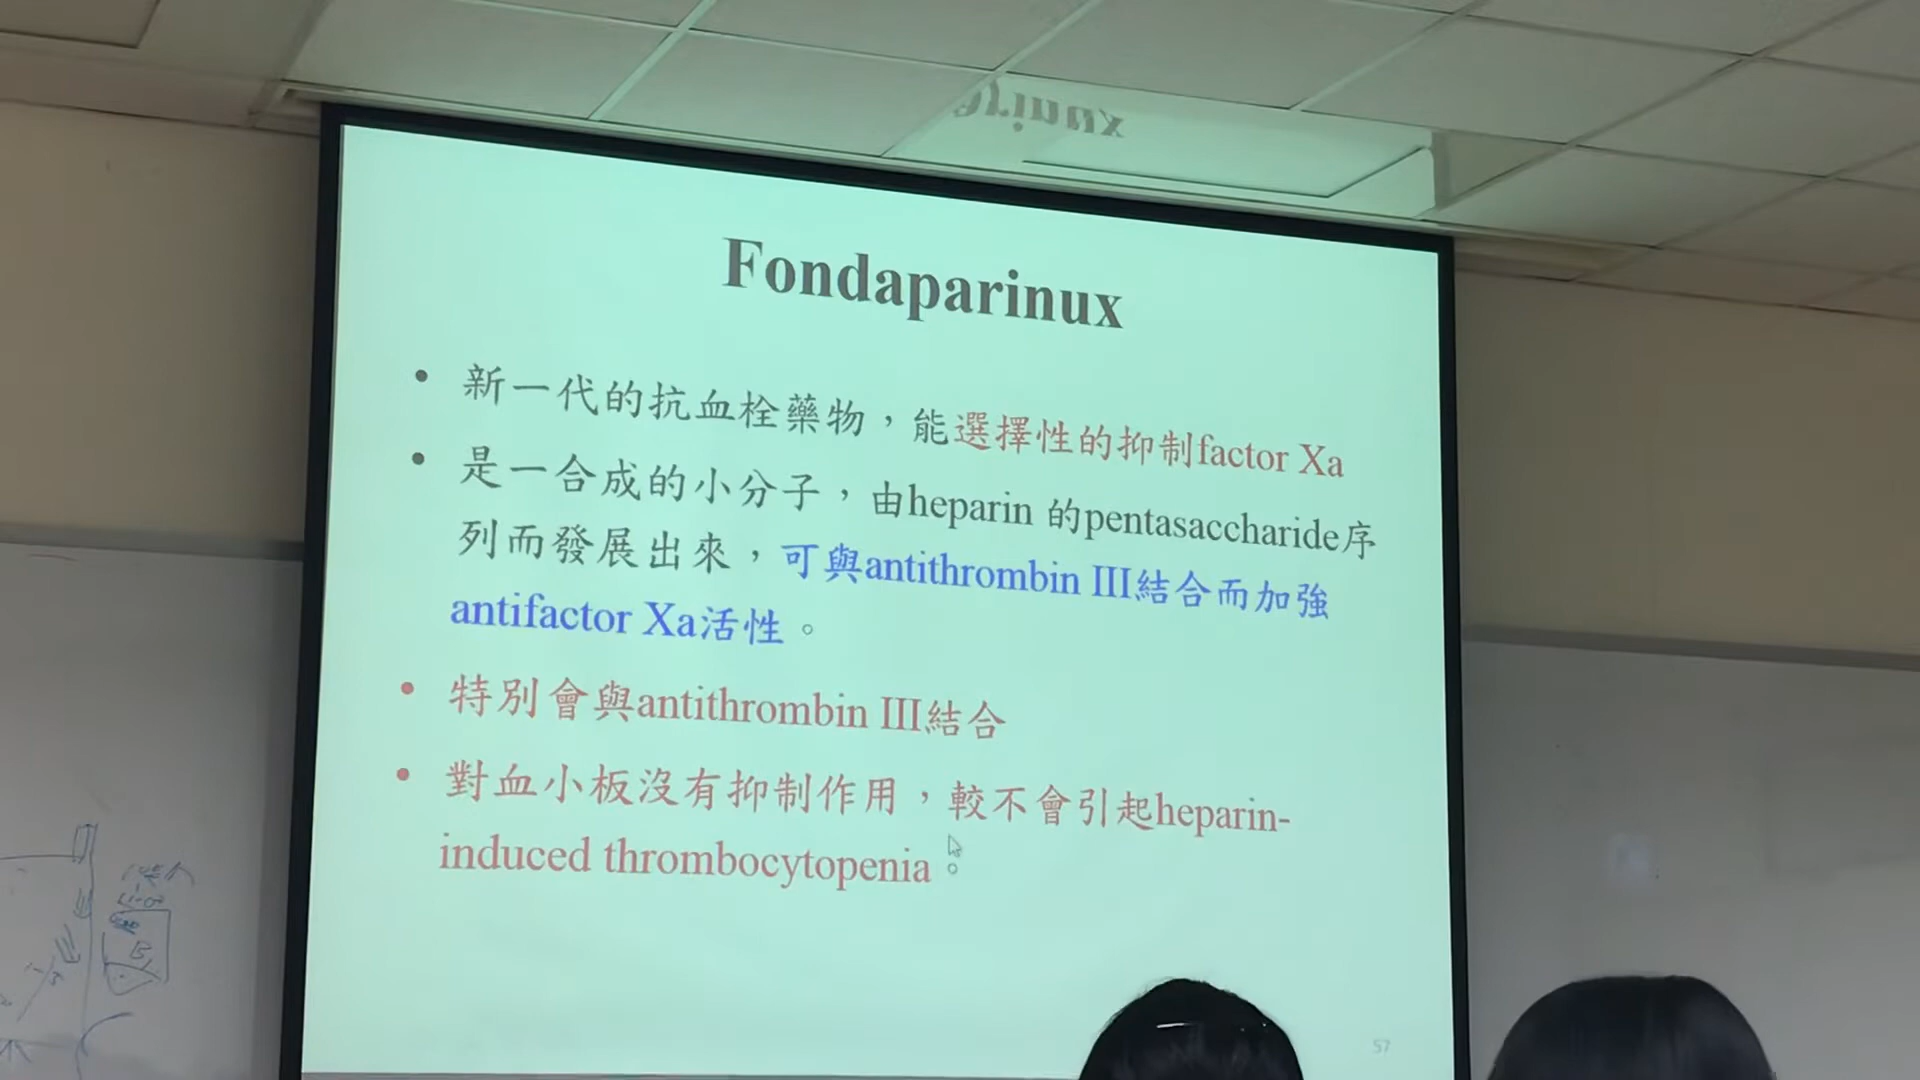 Fondaparinux
• 新一代的抗血栓藥物，能選擇性的抑制factor Xa
• 是一合成的小分子，由heparin 的pentasaccharide序
列而發展出來，可與antithrombin III結合而加強
antifactor Xa活性。
• 特別會與antithrombin III結合
• 對血小板沒有抑制作用，較不會引起heparin-
induced thrombocytopenia。
57